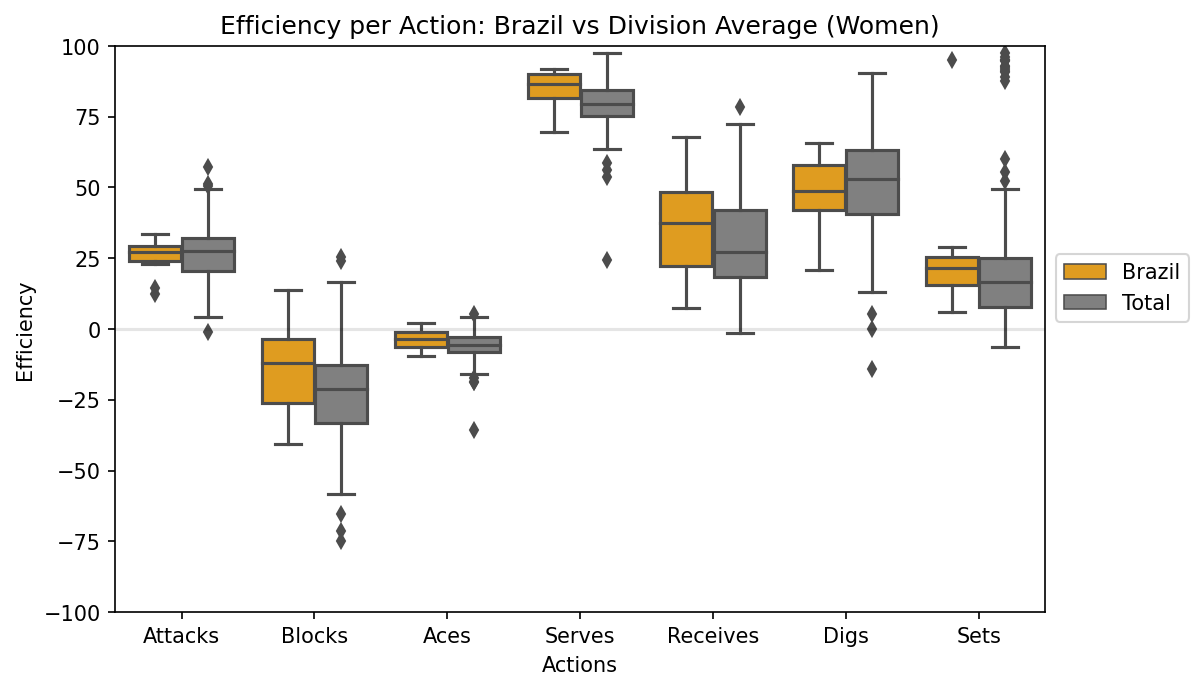 Efficiency per Action: Brazil vs Division Average (Women)
100
75
50
25
0
−25
−50
−75
−100
Efficiency
Attacks Blocks Aces Serves Receives Digs Sets
Actions
Brazil
Total